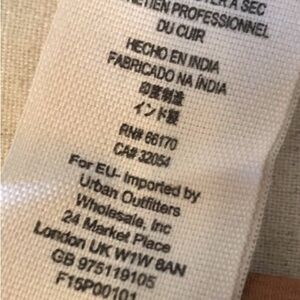 À SEC
ENTRETIEN PROFESSIONNEL
DU CUIR
HECHO EN INDIA
FABRICADO NA ÍNDIA
印度制造
インド製
RN# 66170
CA# 32054
For EU- Imported by
Urban Outfitters
Wholesale, Inc
24 Market Place
London UK W1W 8AN
GB 975119105
F15P00101